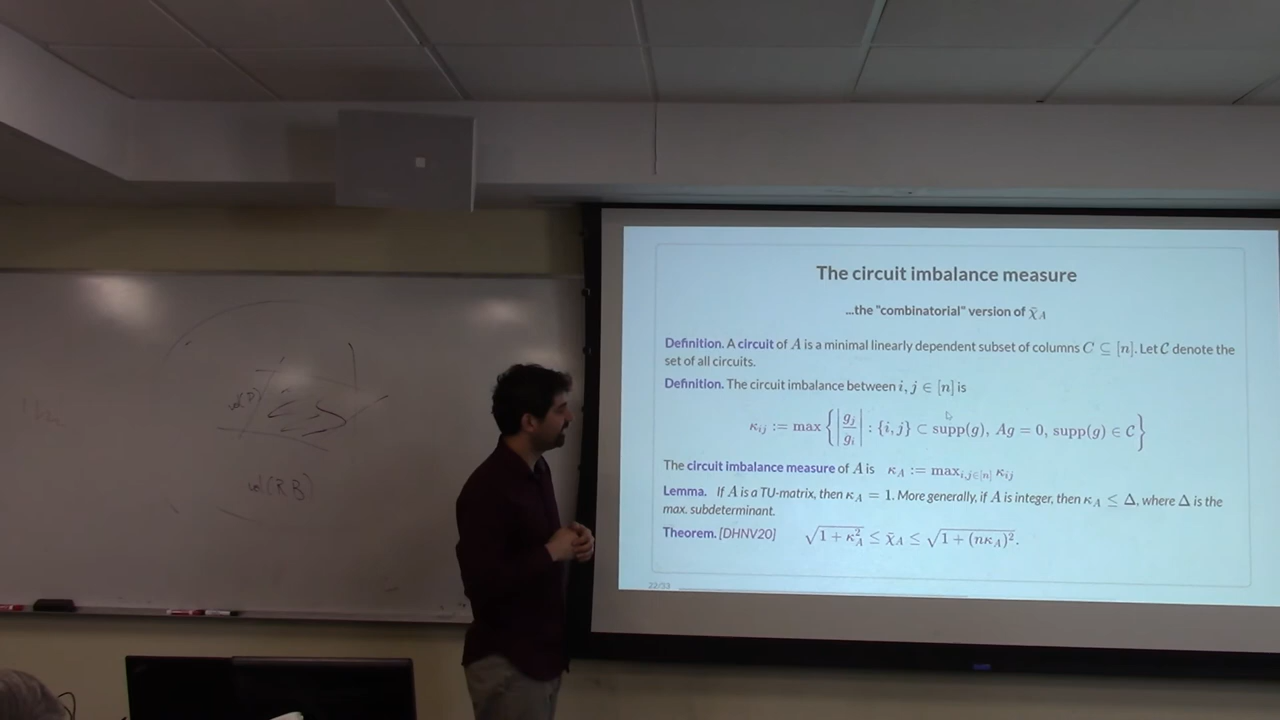 The circuit imbalance measure
..."the "combinatorial" version of χ̄_A
Definition. A circuit of A is a minimal linearly dependent subset of columns C ⊆ [n]. Let 𝒞 denote the
set of all circuits.
Definition. The circuit imbalance between i, j ∈ [n] is
κ_ij := max { |g_j / g_i| : {i, j} ⊂ supp(g), Ag = 0, supp(g) ∈ 𝒞 }
The circuit imbalance measure of A is κ_A := max_{i,j∈[n]} κ_ij
Lemma. If A is a TU-matrix, then κ_A = 1. More generally, if A is integer, then κ_A ≤ Δ, where Δ is the
max. subdeterminant.
Theorem. [DHNV20] √(1 + κ_A²) ≤ χ̄_A ≤ √(1 + (nκ_A)²).
22/33